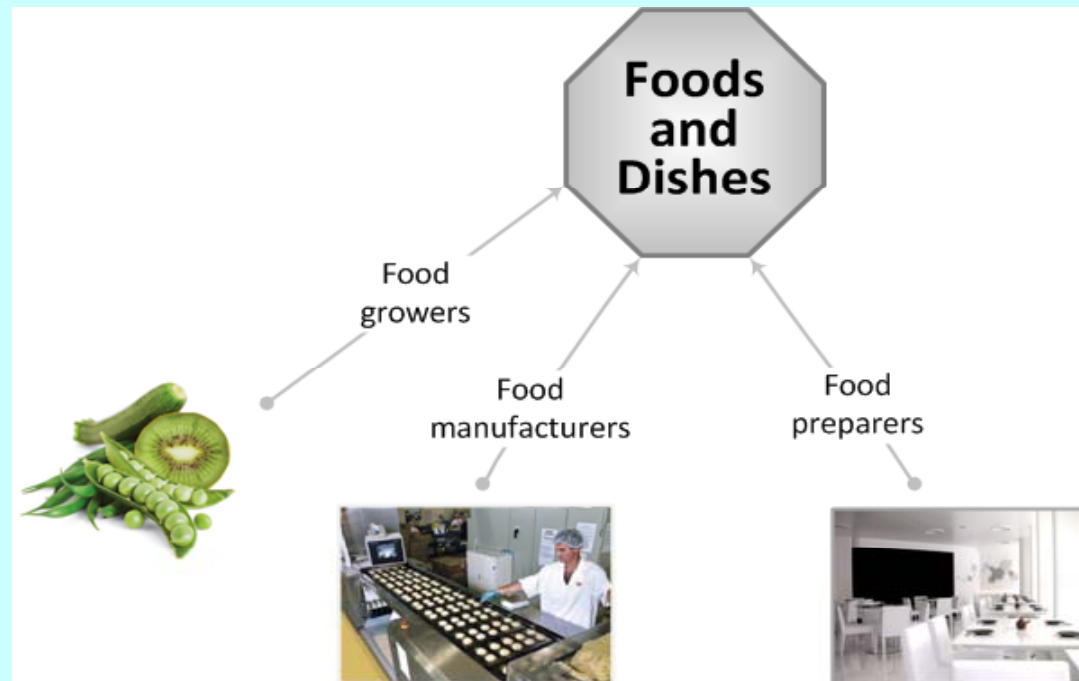 Foods
and
Dishes
Food
growers
Food
manufacturers
Food
preparers